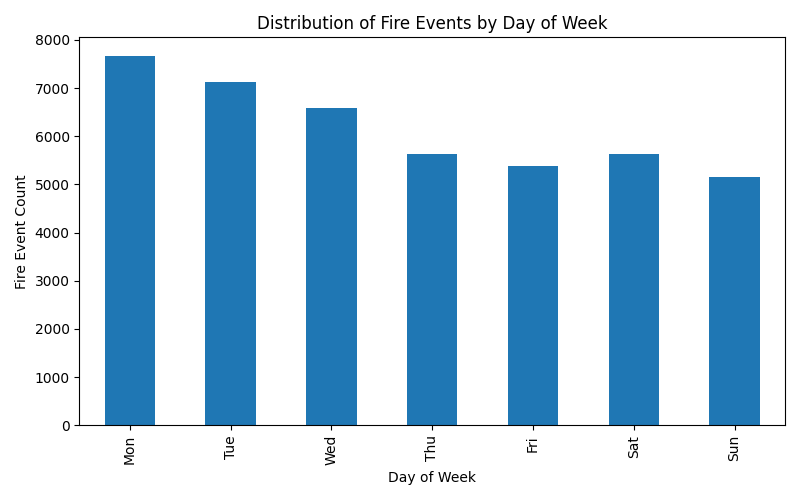 Distribution of Fire Events by Day of Week
8000
7000
6000
5000
4000
3000
2000
1000
0
Fire Event Count
Mon
Tue
Wed
Thu
Fri
Sat
Sun
Day of Week